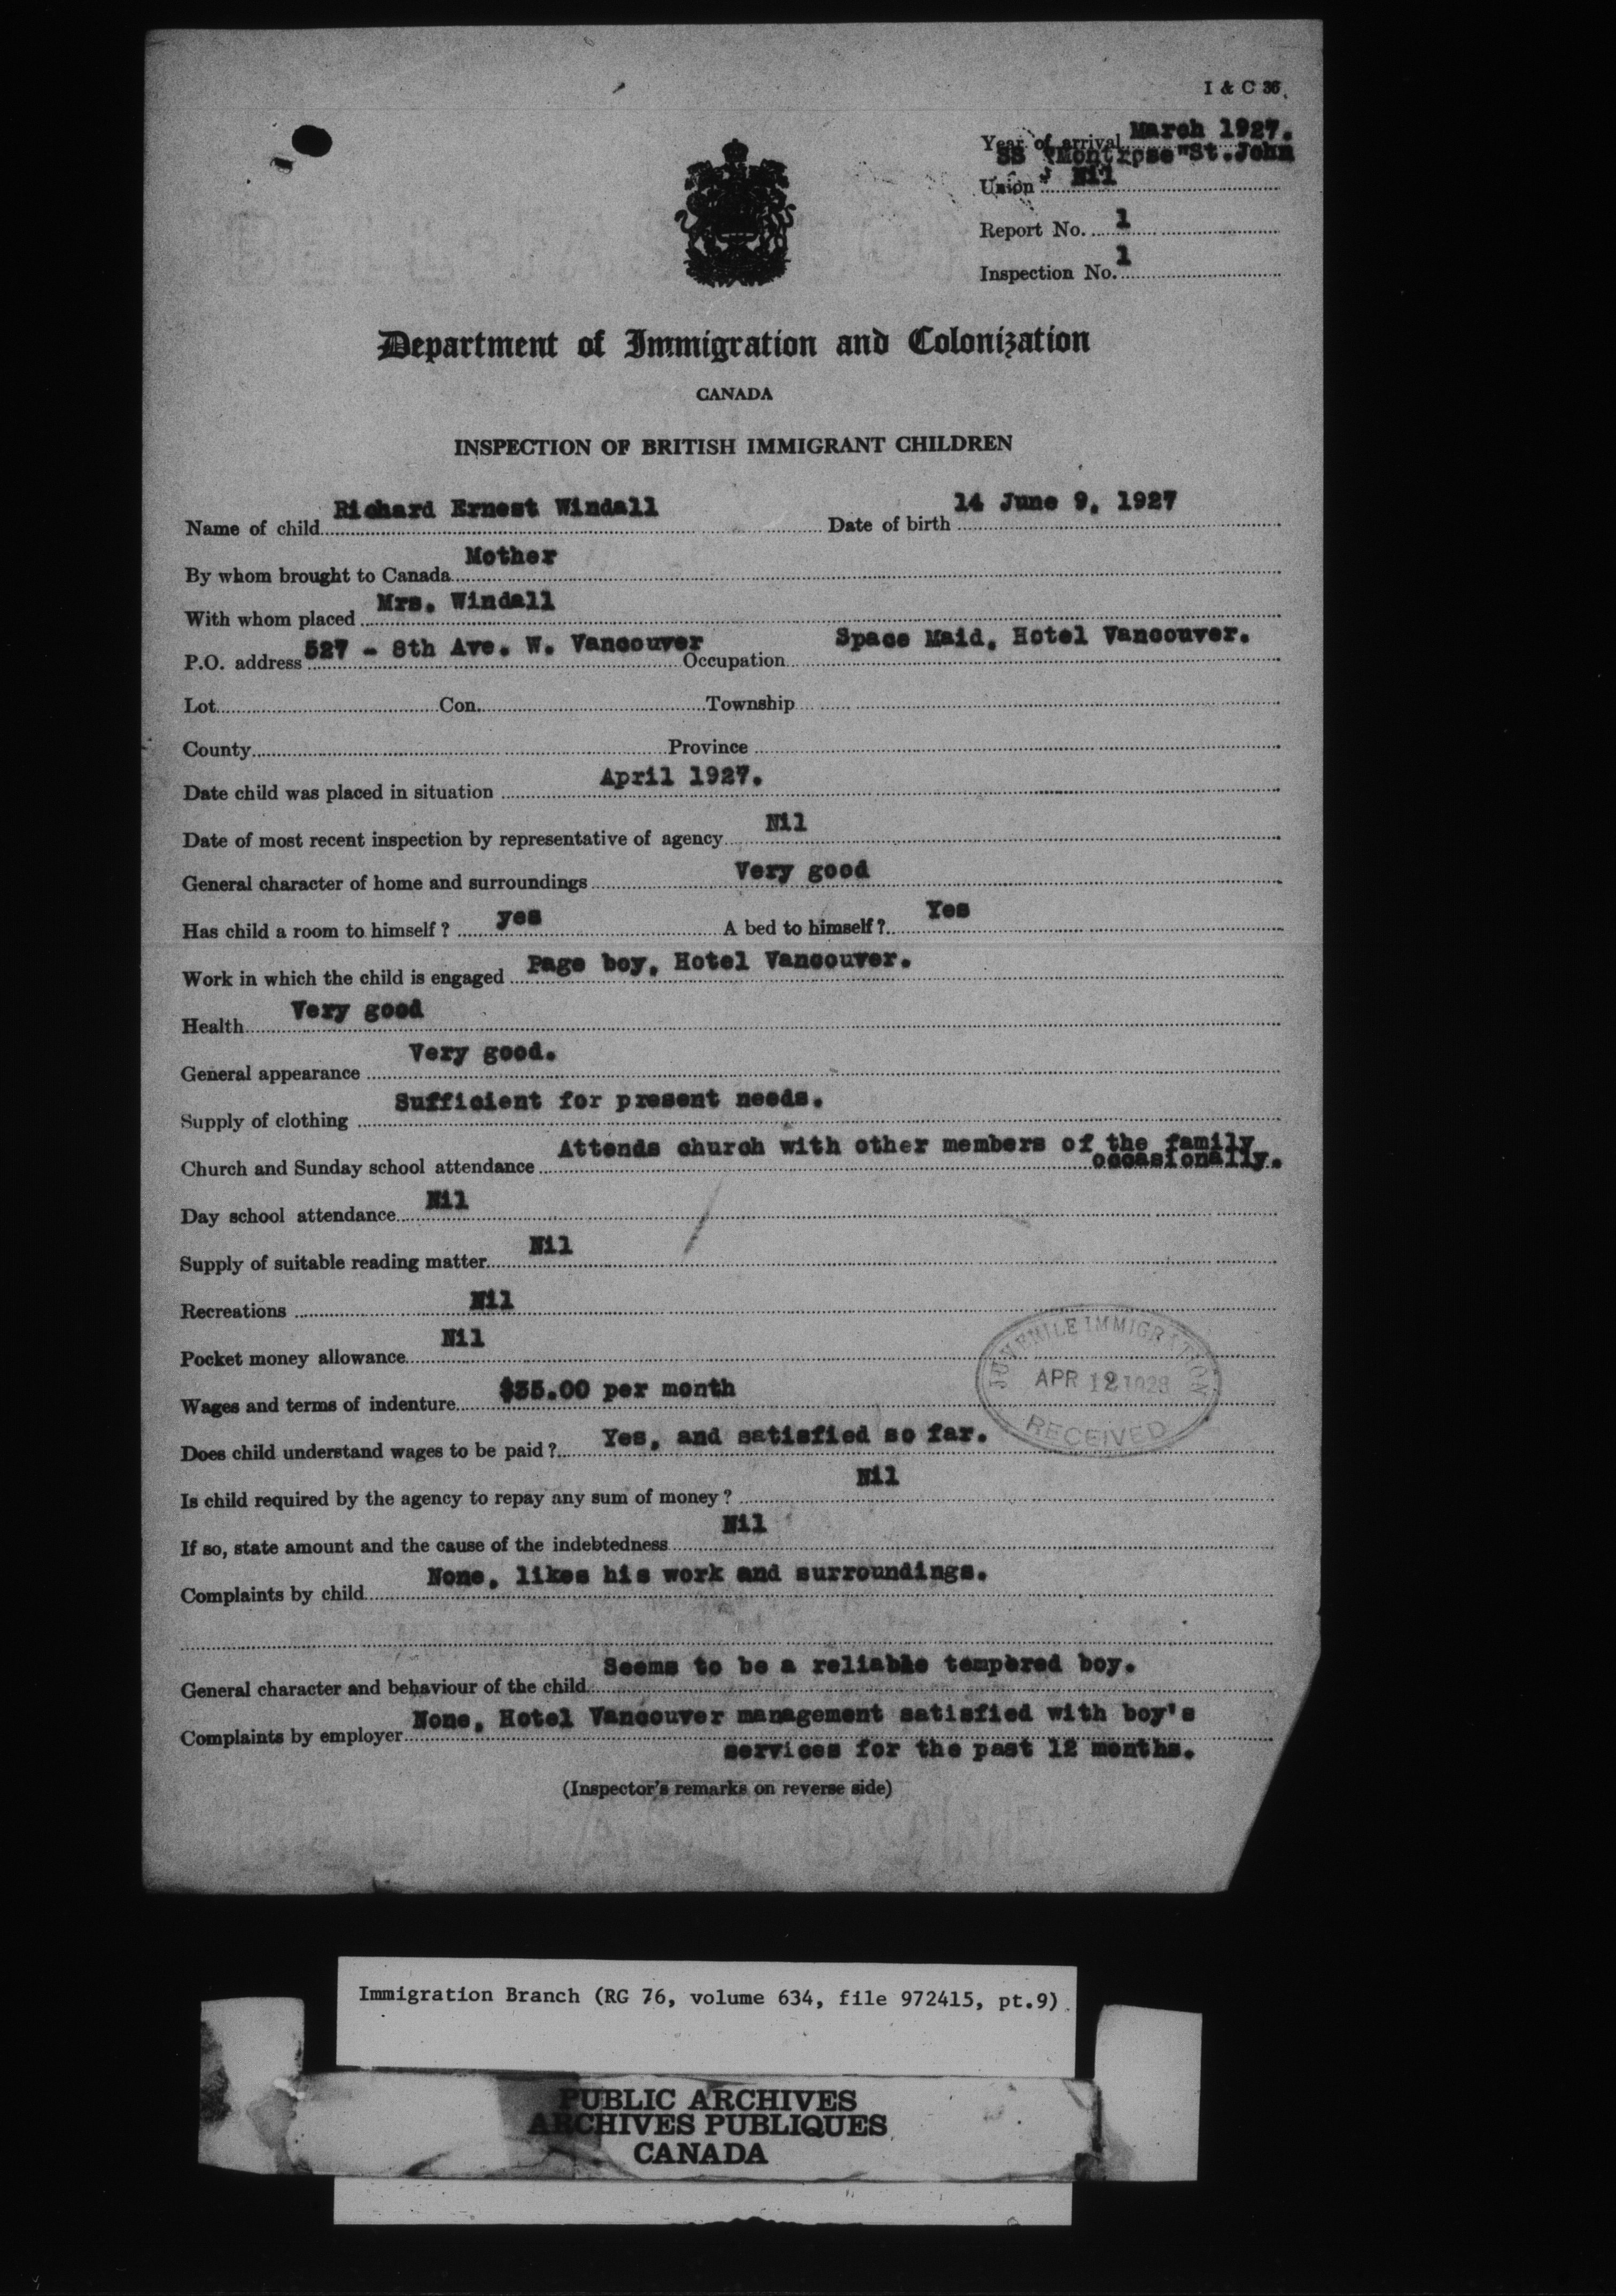 I & C 36
Year of arrival March 1927.
SS "Montrose" St. John
Union Nil
Report No. 1
Inspection No. 1
Department of Immigration and Colonization
CANADA
INSPECTION OF BRITISH IMMIGRANT CHILDREN
Name of child Richard Ernest Windall Date of birth 14 June 9, 1927
By whom brought to Canada Mother
With whom placed Mrs. Windall
P.O. address 527 - 8th Ave. W. Vancouver Occupation Space Maid, Hotel Vancouver.
Lot Con. Township
County Province
Date child was placed in situation April 1927.
Date of most recent inspection by representative of agency Nil
General character of home and surroundings Very good
Has child a room to himself? yes A bed to himself? Yes
Work in which the child is engaged Page boy, Hotel Vancouver.
Health Very good
General appearance Very good.
Supply of clothing Sufficient for present needs.
Church and Sunday school attendance Attends church with other members of the family
occasionally.
Day school attendance Nil
Supply of suitable reading matter Nil
Recreations Nil
Pocket money allowance Nil
Wages and terms of indenture $35.00 per month
JUVENILE IMMIGRATION
APR 12 1928
RECEIVED
Does child understand wages to be paid? Yes, and satisfied so far.
Is child required by the agency to repay any sum of money? Nil
If so, state amount and the cause of the indebtedness Nil
Complaints by child None, likes his work and surroundings.
General character and behaviour of the child Seems to be a reliable tempered boy.
Complaints by employer None, Hotel Vancouver management satisfied with boy's
services for the past 12 months.
(Inspector's remarks on reverse side)
Immigration Branch (RG 76, volume 634, file 972415, pt.9)
PUBLIC ARCHIVES
ARCHIVES PUBLIQUES
CANADA